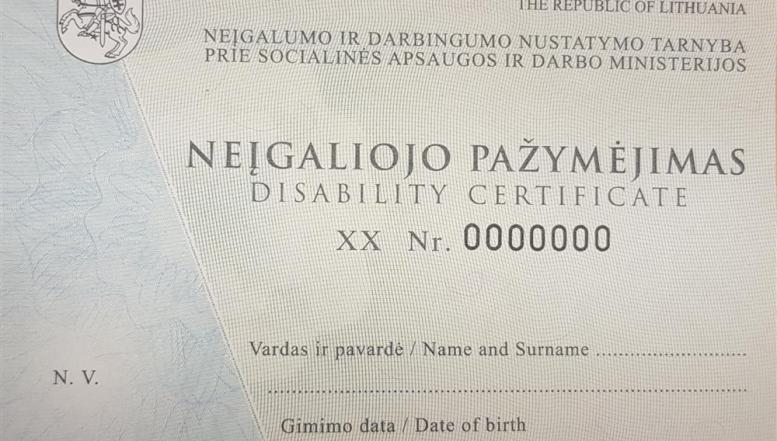 THE REPUBLIC OF LITHUANIA
NEĮGALUMO IR DARBINGUMO NUSTATYMO TARNYBA
PRIE SOCIALINĖS APSAUGOS IR DARBO MINISTERIJOS
NEĮGALIOJO PAŽYMĖJIMAS
DISABILITY CERTIFICATE
XX Nr. 0000000
Vardas ir pavardė / Name and Surname ..........................
N. V.
................................................................................
Gimimo data / Date of birth